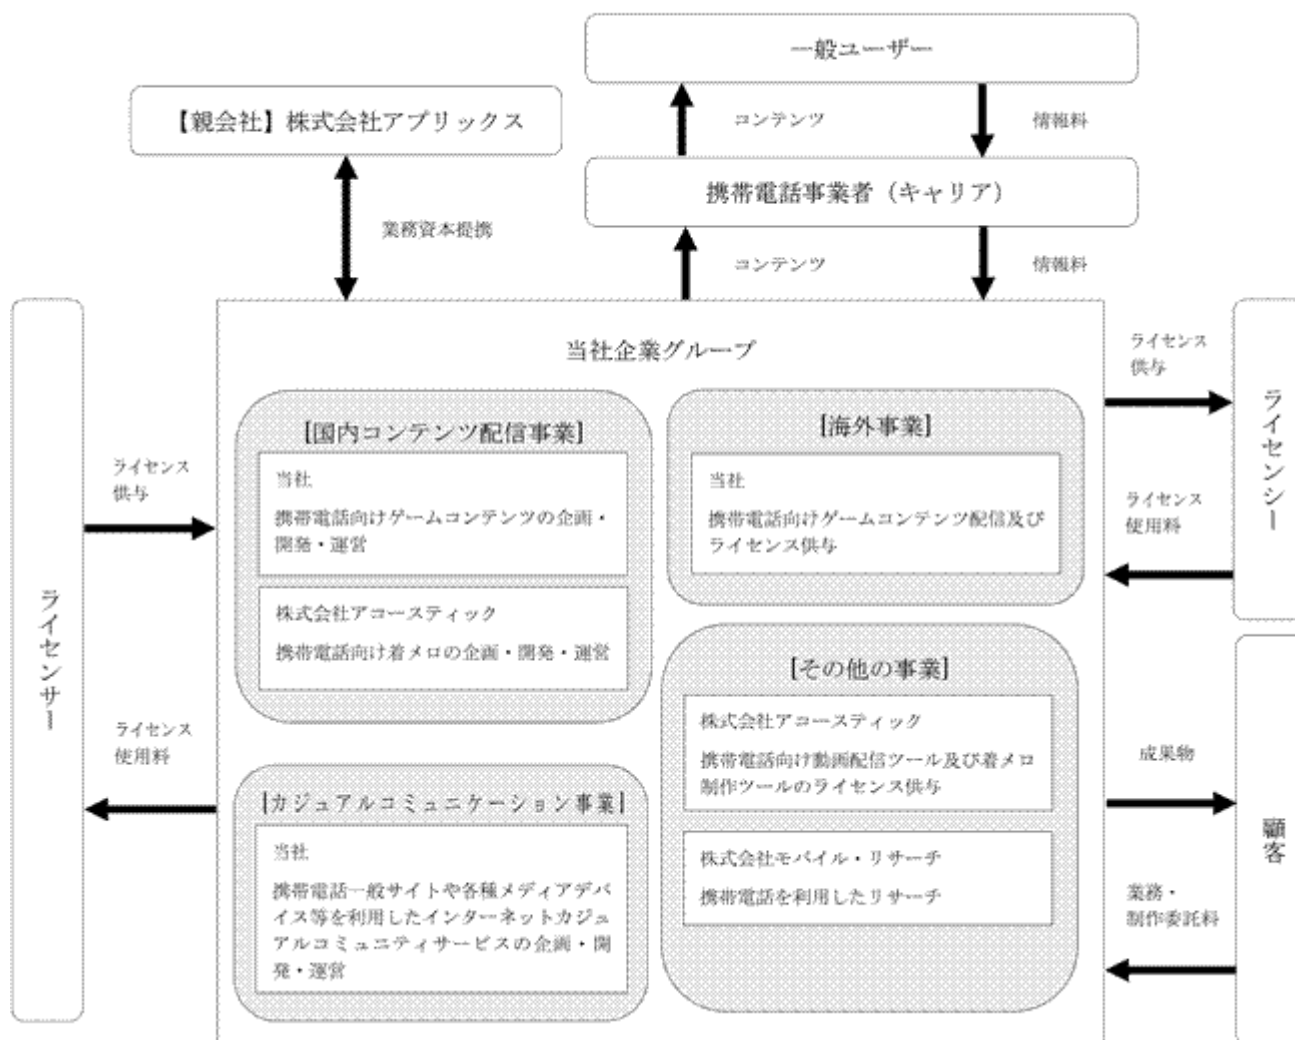 一般ユーザー
【親会社】株式会社アプリックス
コンテンツ
情報料
携帯電話事業者（キャリア）
業務資本提携
コンテンツ
情報料
当社企業グループ
ライセンサー
ライセンス
供与
ライセンス
使用料
[国内コンテンツ配信事業]
当社
携帯電話向けゲームコンテンツの企画・
開発・運営
株式会社アコースティック
携帯電話向け着メロの企画・開発・運営
[カジュアルコミュニケーション事業]
当社
携帯電話一般サイトや各種メディアデバ
イス等を利用したインターネットカジュ
アルコミュニティサービスの企画・開
発・運営
[海外事業]
当社
携帯電話向けゲームコンテンツ配信及び
ライセンス供与
[その他の事業]
株式会社アコースティック
携帯電話向け動画配信ツール及び着メロ
制作ツールのライセンス供与
株式会社モバイル・リサーチ
携帯電話を利用したリサーチ
ライセンス
供与
ライセンス
使用料
ライセンシー
成果物
業務・
制作委託料
顧客